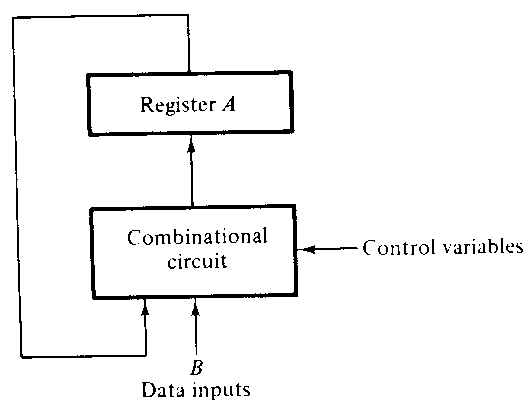 Register A
Combinational
circuit
Control variables
B
Data inputs